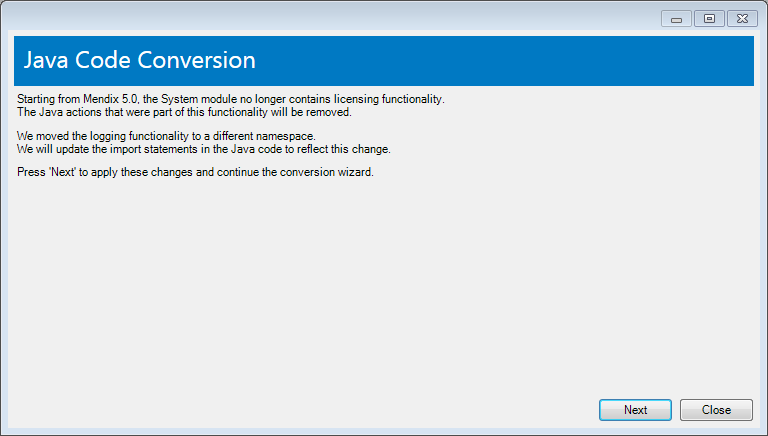 Java Code Conversion
Starting from Mendix 5.0, the System module no longer contains licensing functionality.
The Java actions that were part of this functionality will be removed.
We moved the logging functionality to a different namespace.
We will update the import statements in the Java code to reflect this change.
Press 'Next' to apply these changes and continue the conversion wizard.
Next
Close